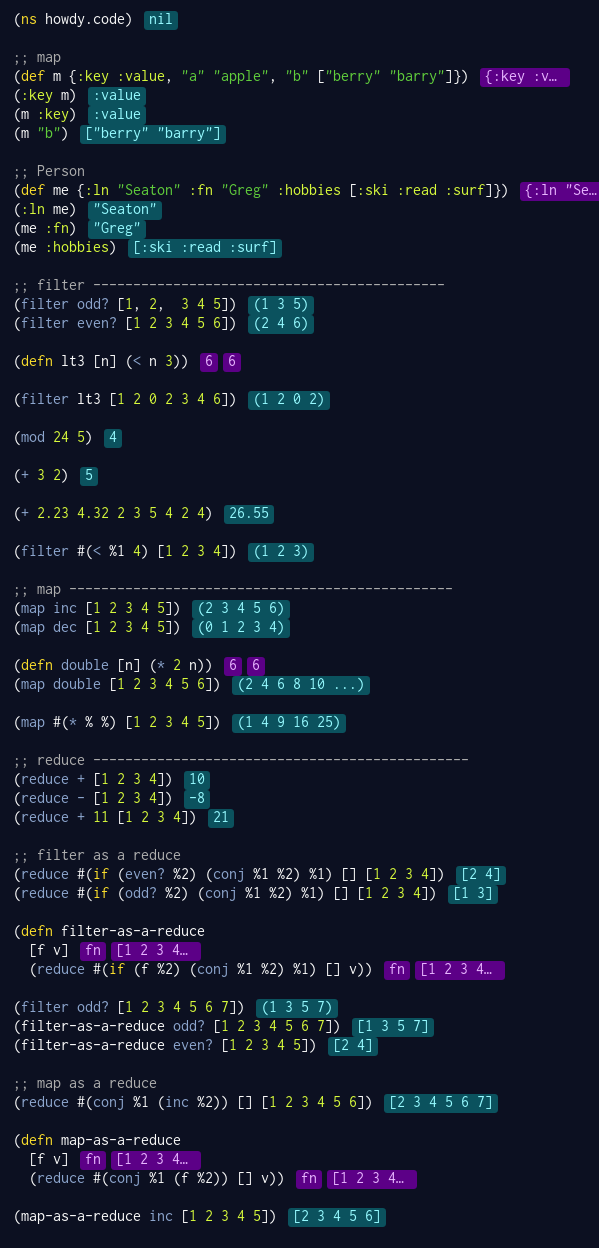 (ns howdy.code) nil
;; map
(def m {:key :value, "a" "apple", "b" ["berry" "barry"]}) {:key :v…
(:key m) :value
(m :key) :value
(m "b") ["berry" "barry"]
;; Person
(def me {:ln "Seaton" :fn "Greg" :hobbies [:ski :read :surf]}) {:ln "Se…
(:ln me) "Seaton"
(me :fn) "Greg"
(me :hobbies) [:ski :read :surf]
;; filter --------------------------------------------
(filter odd? [1, 2,  3 4 5]) (1 3 5)
(filter even? [1 2 3 4 5 6]) (2 4 6)
(defn lt3 [n] (< n 3)) 6 6
(filter lt3 [1 2 0 2 3 4 6]) (1 2 0 2)
(mod 24 5) 4
(+ 3 2) 5
(+ 2.23 4.32 2 3 5 4 2 4) 26.55
(filter #(< %1 4) [1 2 3 4]) (1 2 3)
;; map ------------------------------------------------
(map inc [1 2 3 4 5]) (2 3 4 5 6)
(map dec [1 2 3 4 5]) (0 1 2 3 4)
(defn double [n] (* 2 n)) 6 6
(map double [1 2 3 4 5 6]) (2 4 6 8 10 ...)
(map #(* % %) [1 2 3 4 5]) (1 4 9 16 25)
;; reduce -----------------------------------------------
(reduce + [1 2 3 4]) 10
(reduce - [1 2 3 4]) -8
(reduce + 11 [1 2 3 4]) 21
;; filter as a reduce
(reduce #(if (even? %2) (conj %1 %2) %1) [] [1 2 3 4]) [2 4]
(reduce #(if (odd? %2) (conj %1 %2) %1) [] [1 2 3 4]) [1 3]
(defn filter-as-a-reduce
  [f v] fn [1 2 3 4…
  (reduce #(if (f %2) (conj %1 %2) %1) [] v)) fn [1 2 3 4…
(filter odd? [1 2 3 4 5 6 7]) (1 3 5 7)
(filter-as-a-reduce odd? [1 2 3 4 5 6 7]) [1 3 5 7]
(filter-as-a-reduce even? [1 2 3 4 5]) [2 4]
;; map as a reduce
(reduce #(conj %1 (inc %2)) [] [1 2 3 4 5 6]) [2 3 4 5 6 7]
(defn map-as-a-reduce
  [f v] fn [1 2 3 4…
  (reduce #(conj %1 (f %2)) [] v)) fn [1 2 3 4…
(map-as-a-reduce inc [1 2 3 4 5]) [2 3 4 5 6]